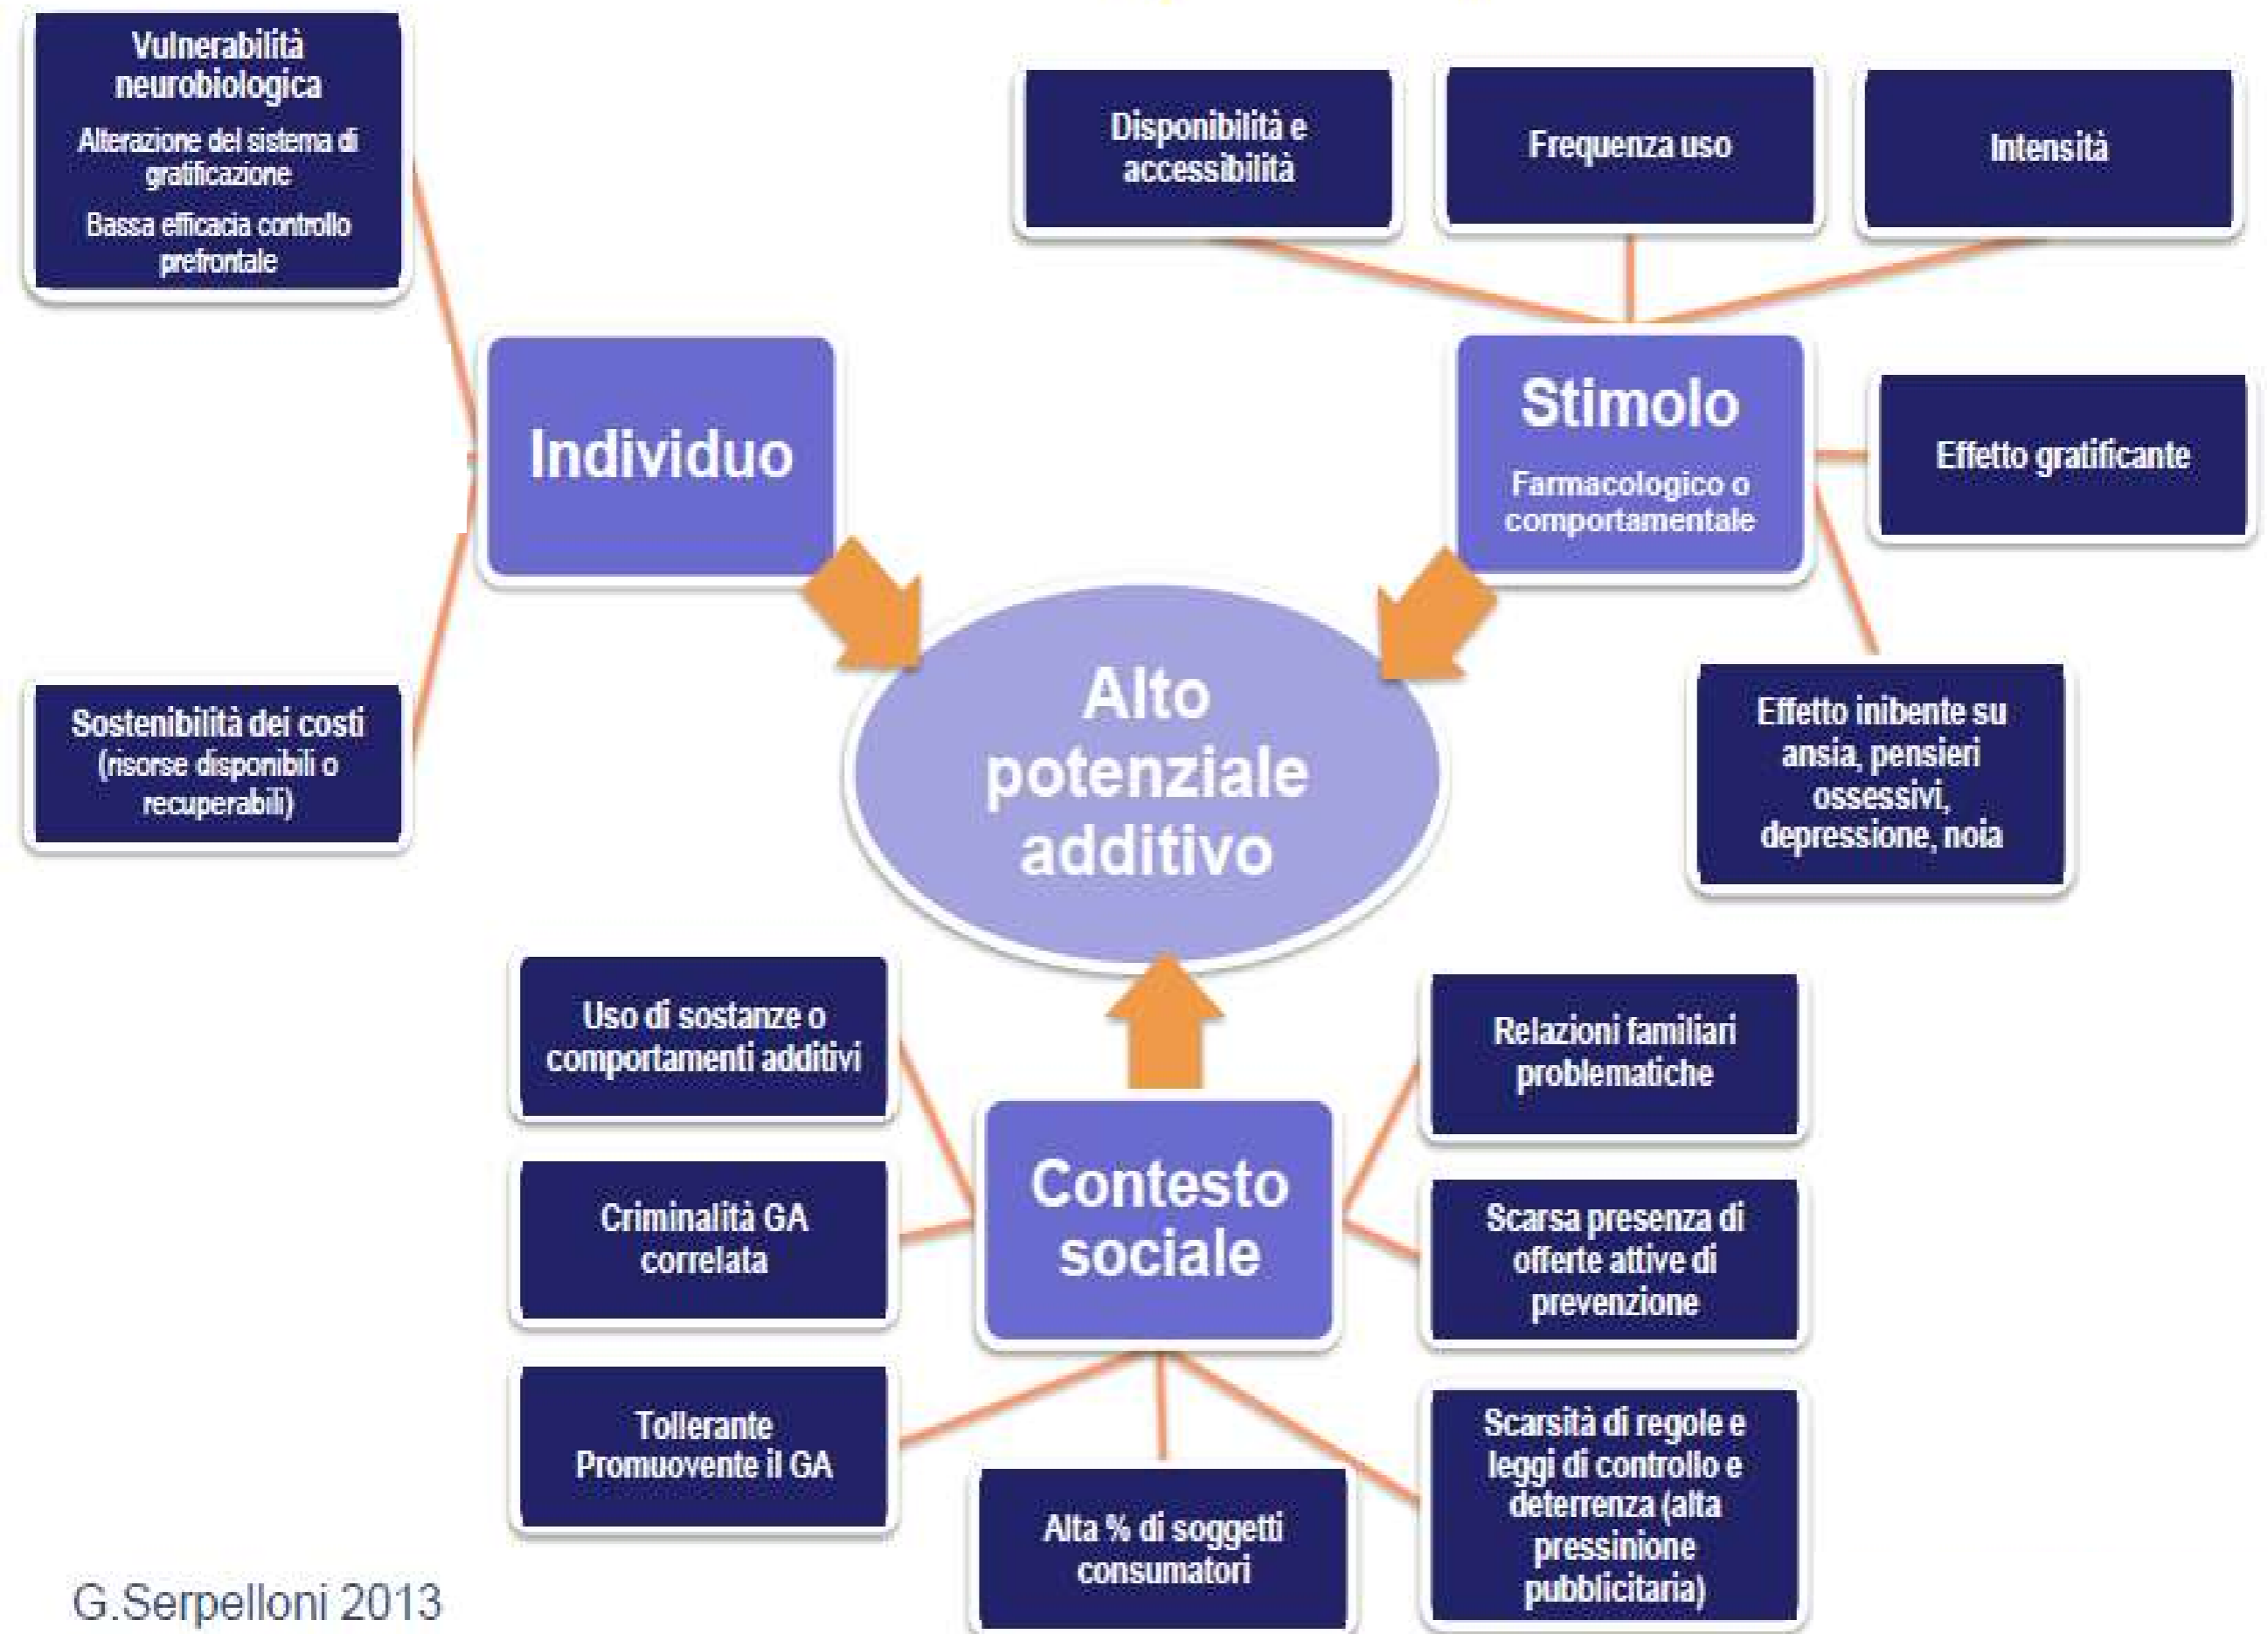 Vulnerabilità
neurobiologica
Alterazione del sistema di
gratificazione
Bassa efficacia controllo
prefrontale
Disponibilità e
accessibilità
Frequenza uso
Intensità
Individuo
Stimolo
Farmacologico o
comportamentale
Effetto gratificante
Sostenibilità dei costi
(risorse disponibili o
recuperabili)
Alto
potenziale
additivo
Effetto inibente su
ansia, pensieri
ossessivi,
depressione, noia
Uso di sostanze o
comportamenti additivi
Relazioni familiari
problematiche
Contesto
sociale
Criminalità GA
correlata
Scarsa presenza di
offerte attive di
prevenzione
Tollerante
Promuovente il GA
Alta % di soggetti
consumatori
Scarsità di regole e
leggi di controllo e
deterrenza (alta
pressinione
pubblicitaria)
G.Serpelloni 2013